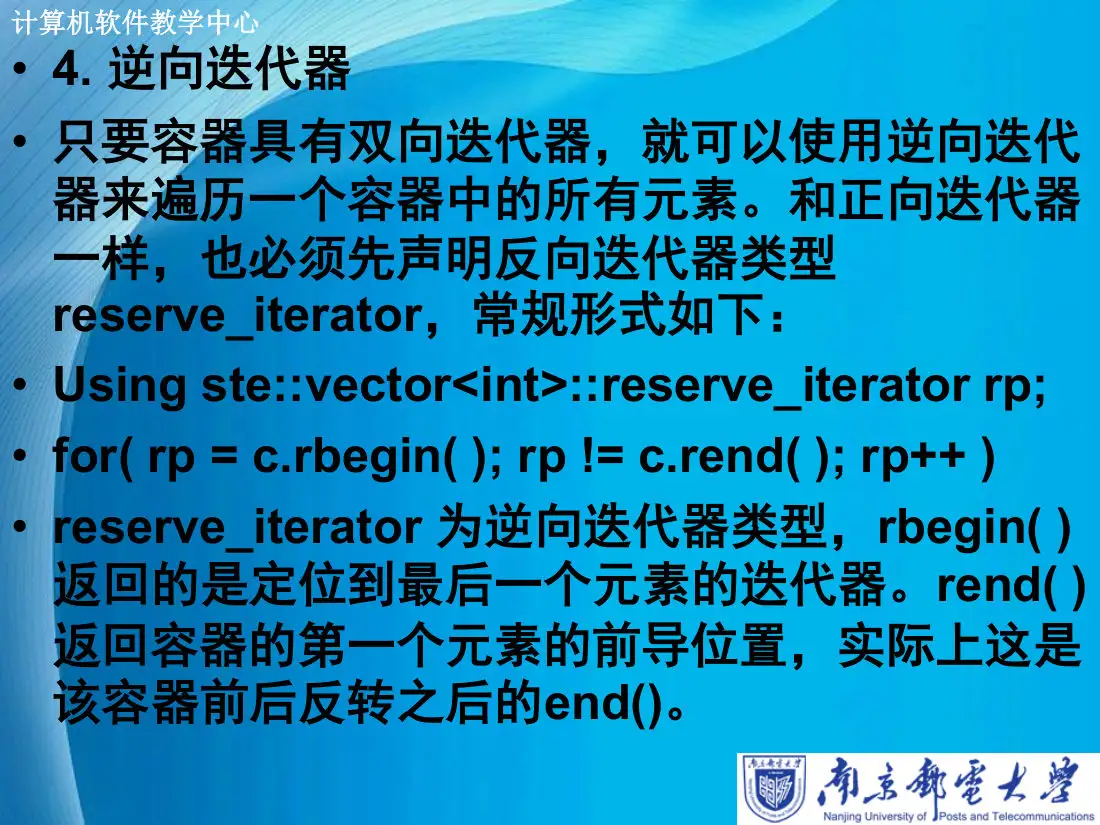 计算机软件教学中心
• 4. 逆向迭代器
• 只要容器具有双向迭代器，就可以使用逆向迭代
器来遍历一个容器中的所有元素。和正向迭代器
一样，也必须先声明反向迭代器类型
reserve_iterator，常规形式如下：
• Using ste::vector<int>::reserve_iterator rp;
• for( rp = c.rbegin( ); rp != c.rend( ); rp++ )
• reserve_iterator 为逆向迭代器类型，rbegin( )
返回的是定位到最后一个元素的迭代器。rend( )
返回容器的第一个元素的前导位置，实际上这是
该容器前后反转之后的end()。
南京郵電大學
Nanjing University of Posts and Telecommunications